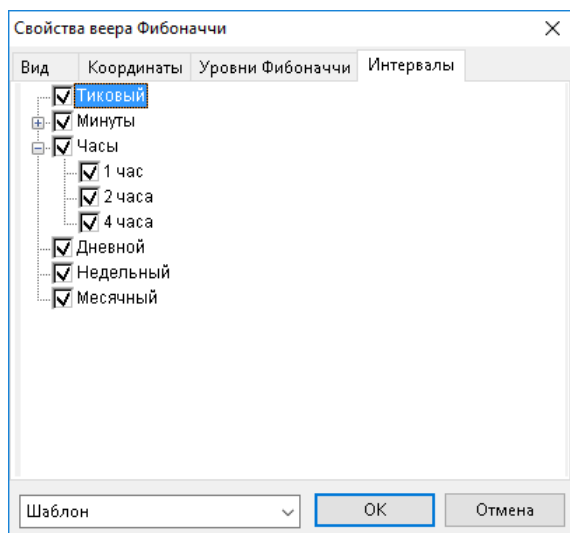 Свойства веера Фибоначчи
Вид Координаты Уровни Фибоначчи Интервалы
Тиковый
Минуты
Часы
1 час
2 часа
4 часа
Дневной
Недельный
Месячный
Шаблон OK Отмена